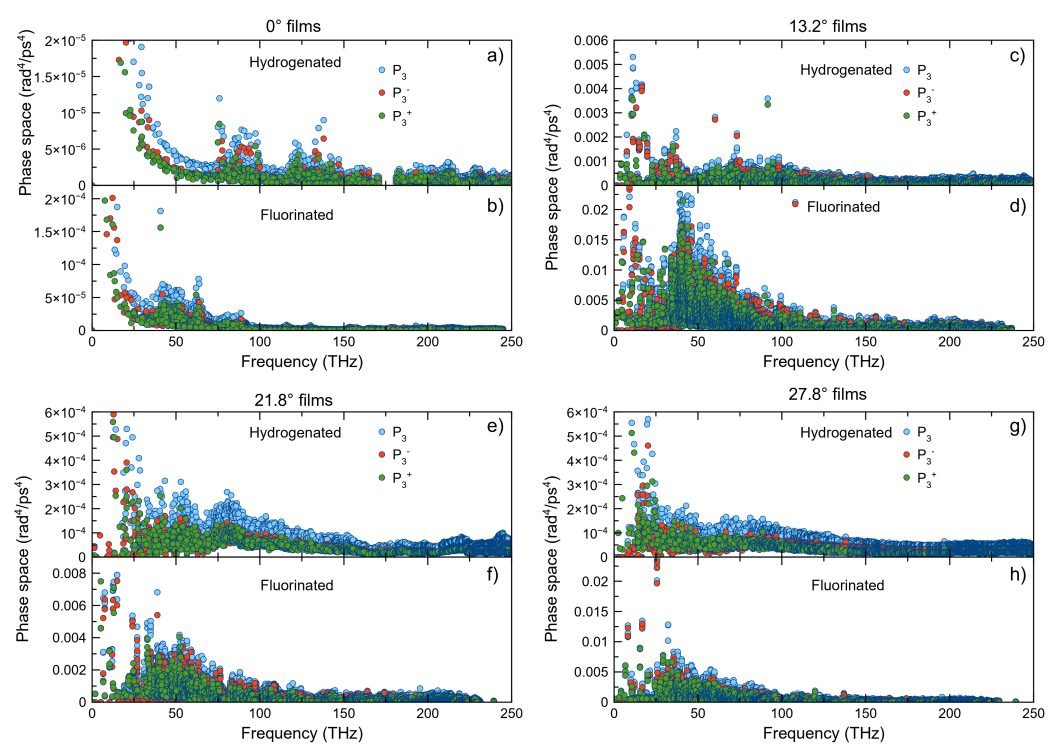 0° films
Phase space (rad⁴/ps⁴)
2×10⁻⁵
1.5×10⁻⁵
10⁻⁵
5×10⁻⁶
0
Hydrogenated
a)
P₃
P₃⁻
P₃⁺
2×10⁻⁴
1.5×10⁻⁴
10⁻⁴
5×10⁻⁵
0
Fluorinated
b)
0 50 100 150 200 250
Frequency (THz)
13.2° films
Phase space (rad⁴/ps⁴)
0.006
0.005
0.004
0.003
0.002
0.001
0
Hydrogenated
c)
P₃
P₃⁻
P₃⁺
0.02
0.015
0.01
0.005
0
Fluorinated
d)
0 50 100 150 200 250
Frequency (THz)
21.8° films
Phase space (rad⁴/ps⁴)
6×10⁻⁴
5×10⁻⁴
4×10⁻⁴
3×10⁻⁴
2×10⁻⁴
10⁻⁴
0
Hydrogenated
e)
P₃
P₃⁻
P₃⁺
0.008
0.006
0.004
0.002
0
Fluorinated
f)
0 50 100 150 200 250
Frequency (THz)
27.8° films
Phase space (rad⁴/ps⁴)
6×10⁻⁴
5×10⁻⁴
4×10⁻⁴
3×10⁻⁴
2×10⁻⁴
10⁻⁴
0
Hydrogenated
g)
P₃
P₃⁻
P₃⁺
0.02
0.015
0.01
0.005
0
Fluorinated
h)
0 50 100 150 200 250
Frequency (THz)